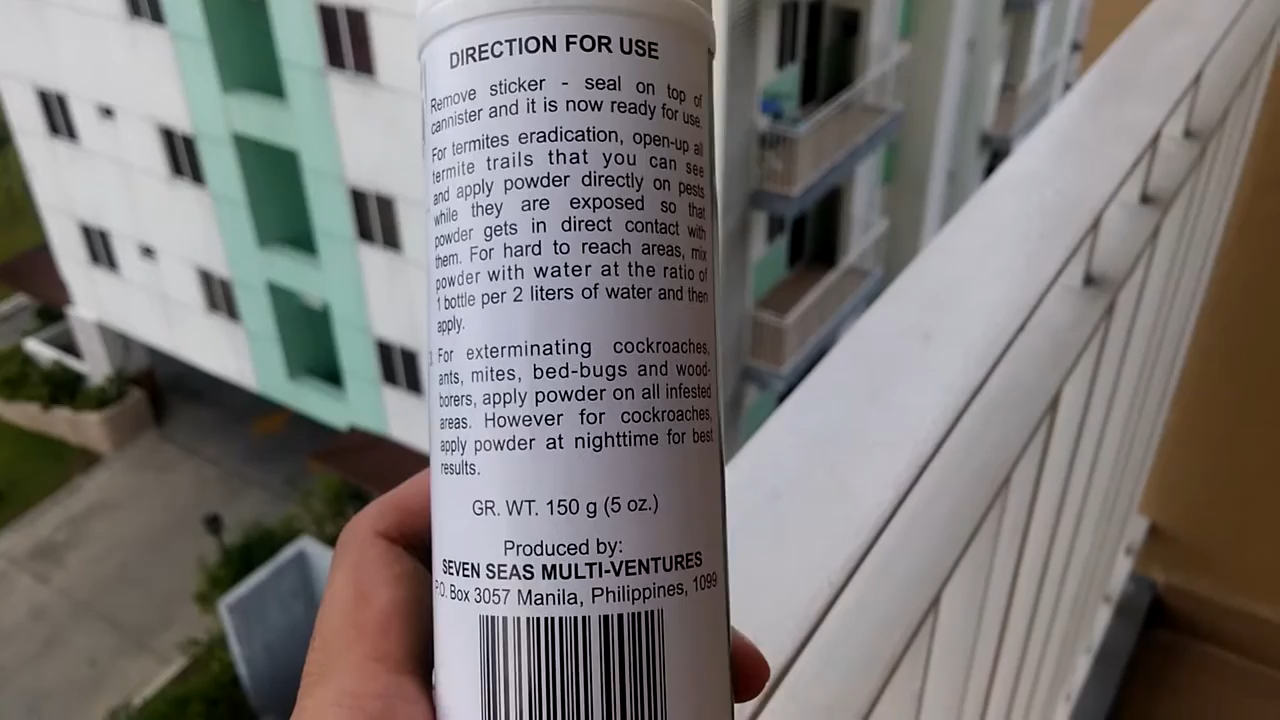 DIRECTION FOR USE
Remove sticker - seal on top of
cannister and it is now ready for use.
For termites eradication, open-up all
termite trails that you can see
and apply powder directly on pests
while they are exposed so that
powder gets in direct contact with
them. For hard to reach areas, mix
powder with water at the ratio of
1 bottle per 2 liters of water and then
apply.
For exterminating cockroaches,
ants, mites, bed-bugs and wood-
borers, apply powder on all infested
areas. However for cockroaches,
apply powder at nighttime for best
results.
GR. WT. 150 g (5 oz.)
Produced by:
SEVEN SEAS MULTI-VENTURES
P.O. Box 3057 Manila, Philippines, 1099